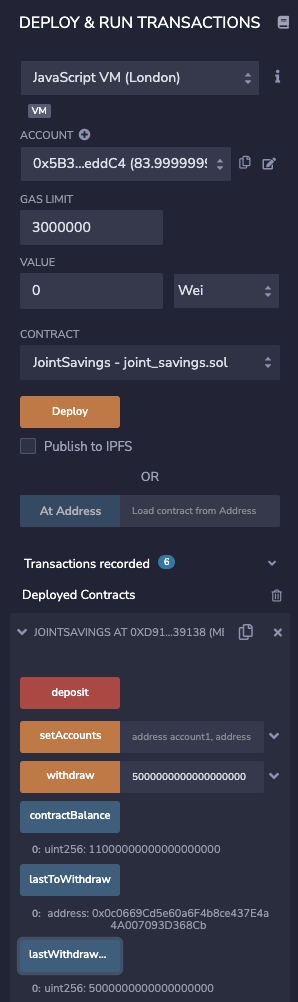 DEPLOY & RUN TRANSACTIONS
JavaScript VM (London)
VM
ACCOUNT
0x5B3...eddC4 (83.9999999
GAS LIMIT
3000000
VALUE
0
Wei
CONTRACT
JointSavings - joint_savings.sol
Deploy
Publish to IPFS
OR
At Address
Load contract from Address
Transactions recorded 6
Deployed Contracts
JOINTSAVINGS AT 0XD91...39138 (ME
deposit
setAccounts
address account1, address
withdraw
5000000000000000000
contractBalance
0: uint256: 11000000000000000000
lastToWithdraw
0: address: 0x0c0669Cd5e60a6F4b8ce437E4a
4A007093D368Cb
lastWithdraw...
0: uint256: 5000000000000000000